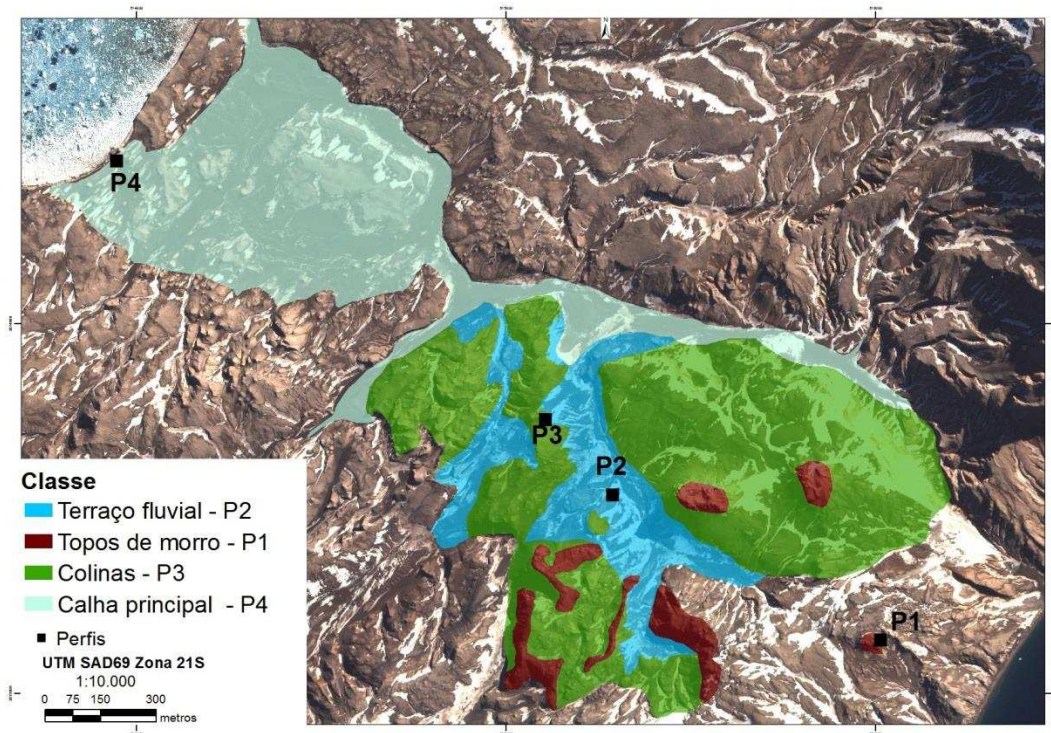 P4
P3
P2
P1
Classe
Terraço fluvial - P2
Topos de morro - P1
Colinas - P3
Calha principal - P4
Perfis
UTM SAD69 Zona 21S
1:10.000
0 75 150 300
metros